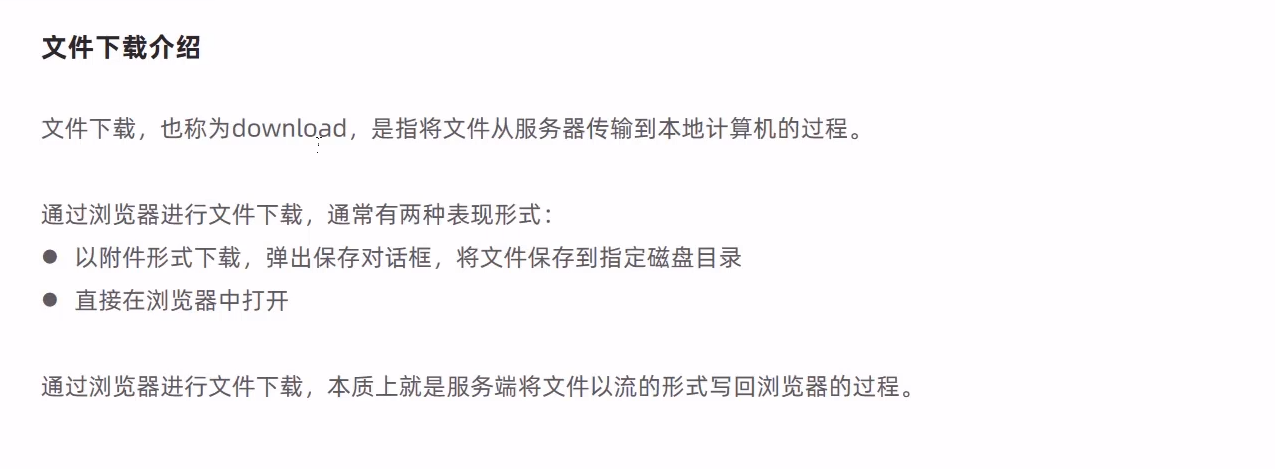 文件下载介绍
文件下载，也称为download，是指将文件从服务器传输到本地计算机的过程。
通过浏览器进行文件下载，通常有两种表现形式：
● 以附件形式下载，弹出保存对话框，将文件保存到指定磁盘目录
● 直接在浏览器中打开
通过浏览器进行文件下载，本质上就是服务端将文件以流的形式写回浏览器的过程。